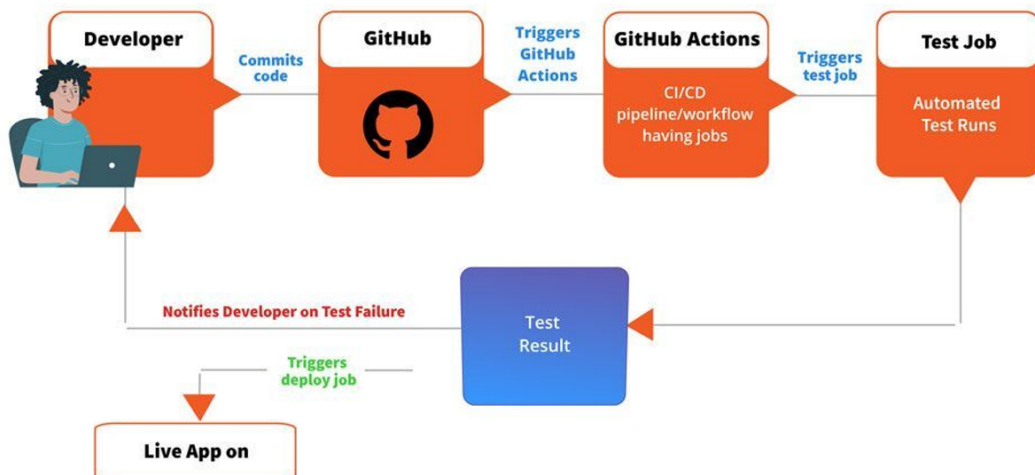 Developer
Commits
code
GitHub
Triggers
GitHub
Actions
GitHub Actions
CI/CD
pipeline/workflow
having jobs
Triggers
test job
Test Job
Automated
Test Runs
Test
Result
Notifies Developer on Test Failure
Triggers
deploy job
Live App on